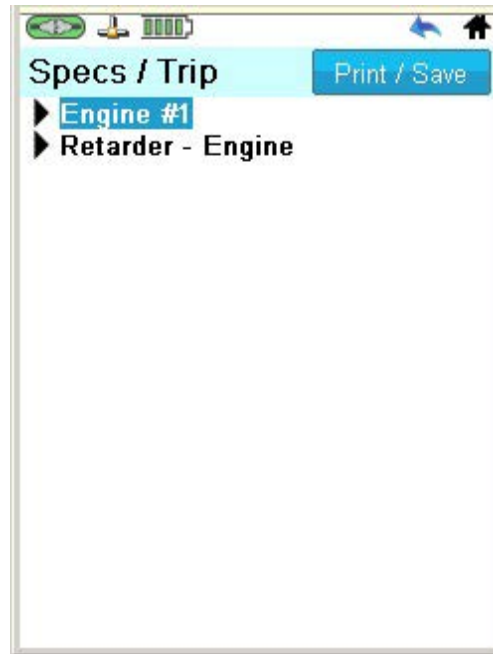 Specs / Trip
Print / Save
Engine #1
Retarder - Engine